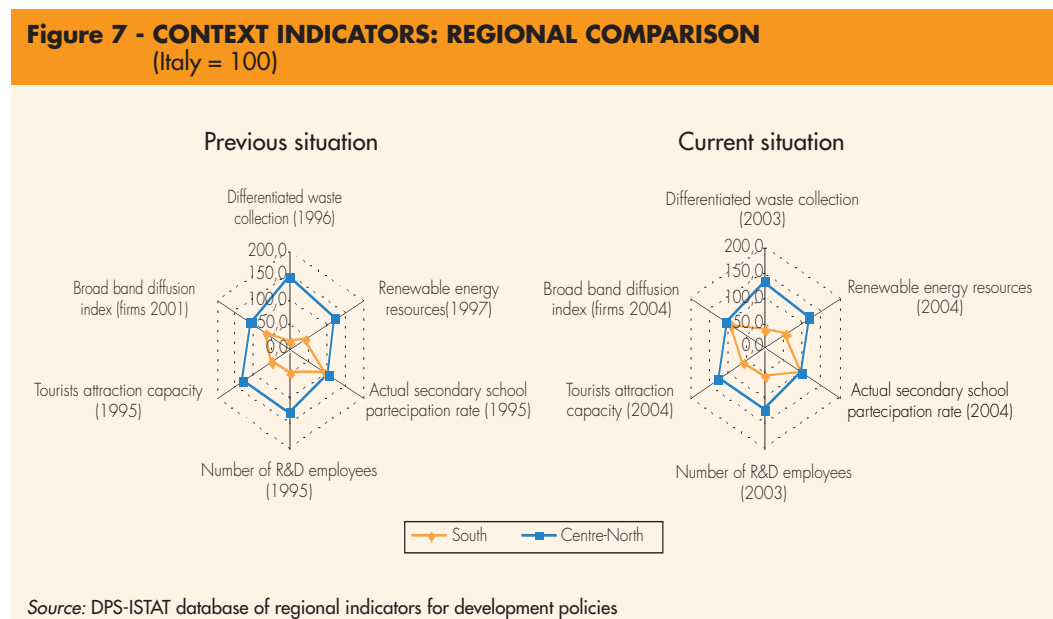 Figure 7 - CONTEXT INDICATORS: REGIONAL COMPARISON
(Italy = 100)
Previous situation
Differentiated waste
collection (1996)
200,0
150,0
100,0
50,0
0,0
Broad band diffusion
index (firms 2001)
Renewable energy
resources(1997)
Tourists attraction capacity
(1995)
Actual secondary school
partecipation rate (1995)
Number of R&D employees
(1995)
Current situation
Differentiated waste collection
(2003)
200,0
150,0
100,0
50,0
0,0
Broad band diffusion
index (firms 2004)
Renewable energy resources
(2004)
Tourists attraction
capacity (2004)
Actual secondary school
partecipation rate (2004)
Number of R&D employees
(2003)
South
Centre-North
Source: DPS-ISTAT database of regional indicators for development policies